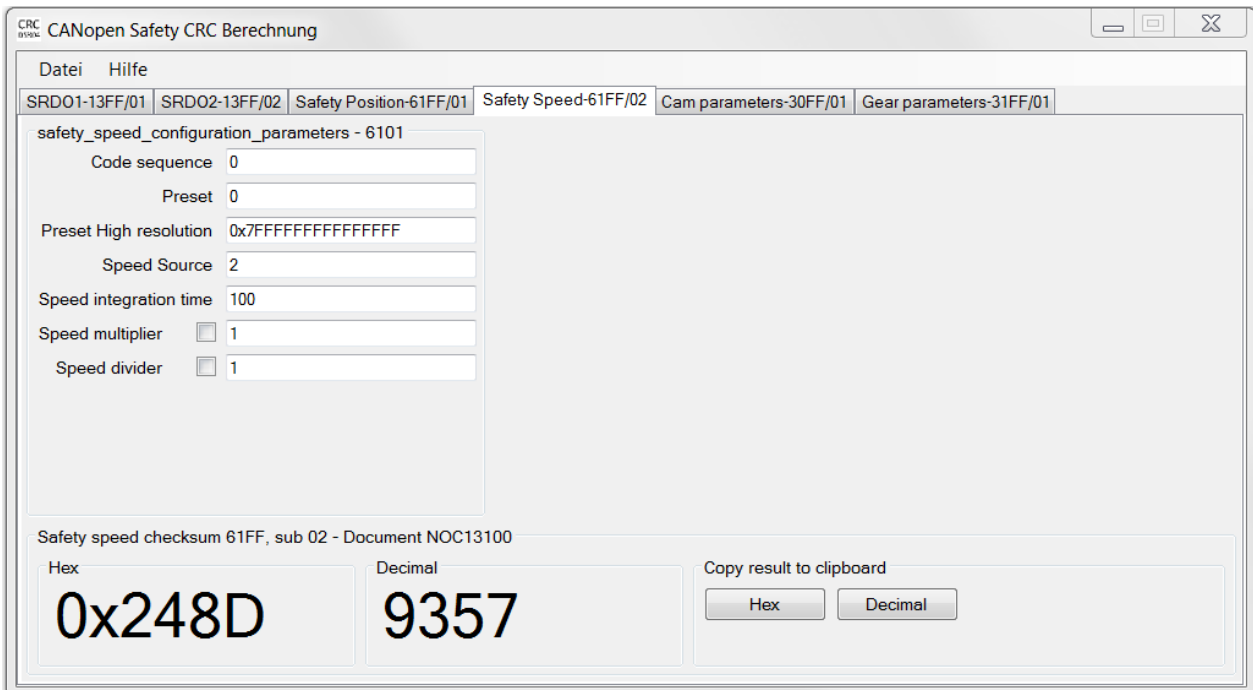 CRC CANopen Safety CRC Berechnung
Datei Hilfe
SRDO1-13FF/01 SRDO2-13FF/02 Safety Position-61FF/01 Safety Speed-61FF/02 Cam parameters-30FF/01 Gear parameters-31FF/01
safety_speed_configuration_parameters - 6101
Code sequence 0
Preset 0
Preset High resolution 0x7FFFFFFFFFFFFFFF
Speed Source 2
Speed integration time 100
Speed multiplier 1
Speed divider 1
Safety speed checksum 61FF, sub 02 - Document NOC13100
Hex Decimal Copy result to clipboard
0x248D 9357 Hex Decimal